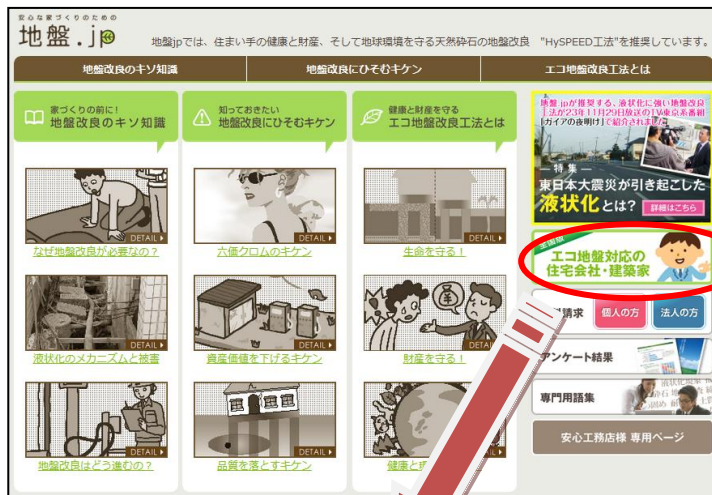 安心な家づくりのための
地盤.jp
地盤jpでは、住まい手の健康と財産、そして地球環境を守る天然砕石の地盤改良 "HySPEED工法"を推奨しています。
地盤改良のキソ知識
地盤改良にひそむキケン
エコ地盤改良工法とは
家づくりの前に!
地盤改良のキソ知識
知っておきたい
地盤改良にひそむキケン
健康と財産を守る
エコ地盤改良工法とは
DETAIL
なぜ地盤改良が必要なの?
DETAIL
六価クロムのキケン
DETAIL
生命を守る!
液状化のメカニズムと被害
DETAIL
資産価値を下げるキケン
財産を守る!
DETAIL
地盤改良はどう進むの?
DETAIL
品質を落とすキケン
DETAIL
健康と
地盤.jpが推奨する、液状化に強い地盤改良
工法が23年11月29日放送のTV東京系番組
『ガイアの夜明け』で紹介されました
特集
東日本大震災が引き起こした
液状化とは?
詳細はこちら
全国版
エコ地盤対応の
住宅会社・建築家
請求
個人の方
法人の方
アンケート結果
専門用語集
安心工務店様 専用ページ